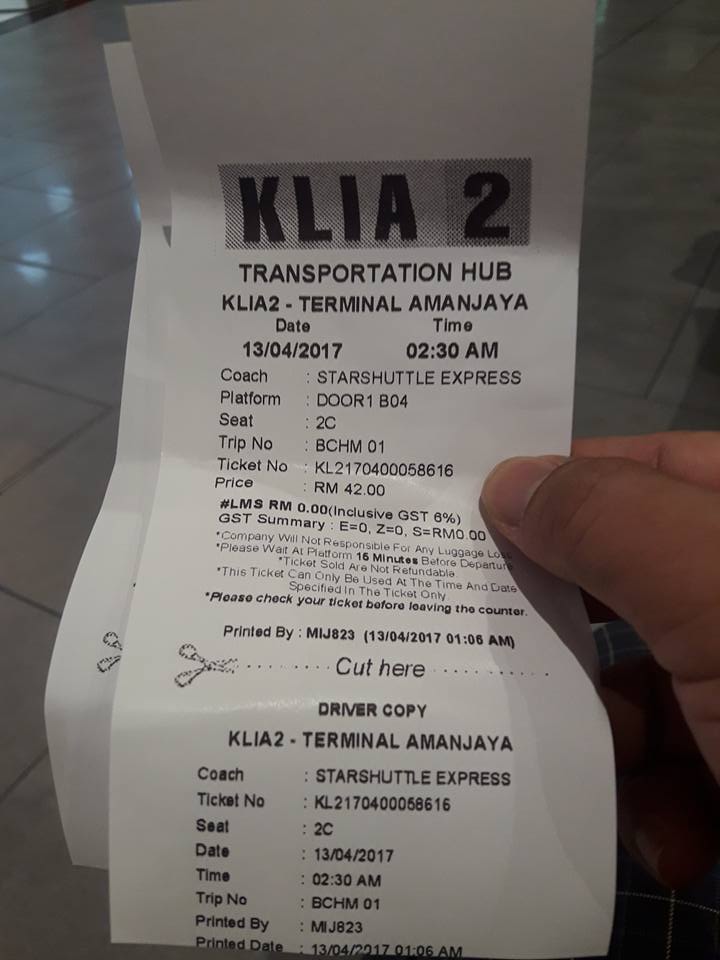 KLIA 2
TRANSPORTATION HUB
KLIA2 - TERMINAL AMANJAYA
Date Time
13/04/2017 02:30 AM
Coach : STARSHUTTLE EXPRESS
Platform : DOOR1 B04
Seat : 2C
Trip No : BCHM 01
Ticket No : KL2170400058616
Price : RM 42.00
#LMS RM 0.00(Inclusive GST 6%)
GST Summary : E=0, Z=0, S=RM0.00
*Company Will Not Responsible For Any Luggage Loss
*Please Wait At Platform 15 Minutes Before Departure
*Ticket Sold Are Not Refundable.
*This Ticket Can Only Be Used At The Time And Date
Specified In The Ticket Only.
*Please check your ticket before leaving the counter.
Printed By : MIJ823 (13/04/2017 01:06 AM)
Cut here
DRIVER COPY
KLIA2 - TERMINAL AMANJAYA
Coach : STARSHUTTLE EXPRESS
Ticket No : KL2170400058616
Seat : 2C
Date : 13/04/2017
Time : 02:30 AM
Trip No : BCHM 01
Printed By : MIJ823
Printed Date : 13/04/2017 01:06 AM